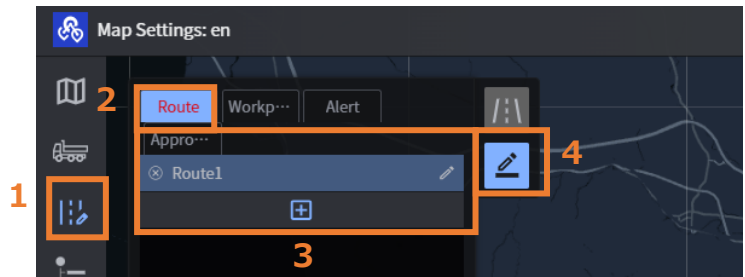 Map Settings: en
2
Route
Workp···
Alert
Appro···
4
Route1
1
3